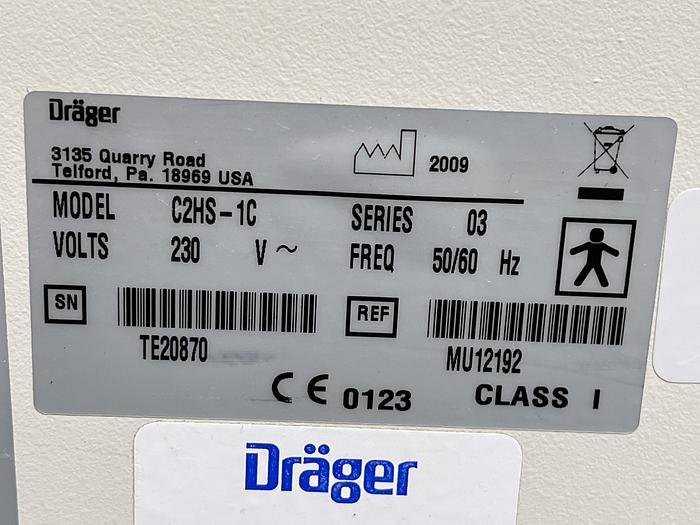 Dräger
3135 Quarry Road
Telford, Pa. 18969 USA
2009
MODEL C2HS-1C SERIES 03
VOLTS 230 V ~ FREQ 50/60 Hz
SN REF
TE20870 MU12192
CE 0123 CLASS I
Dräger